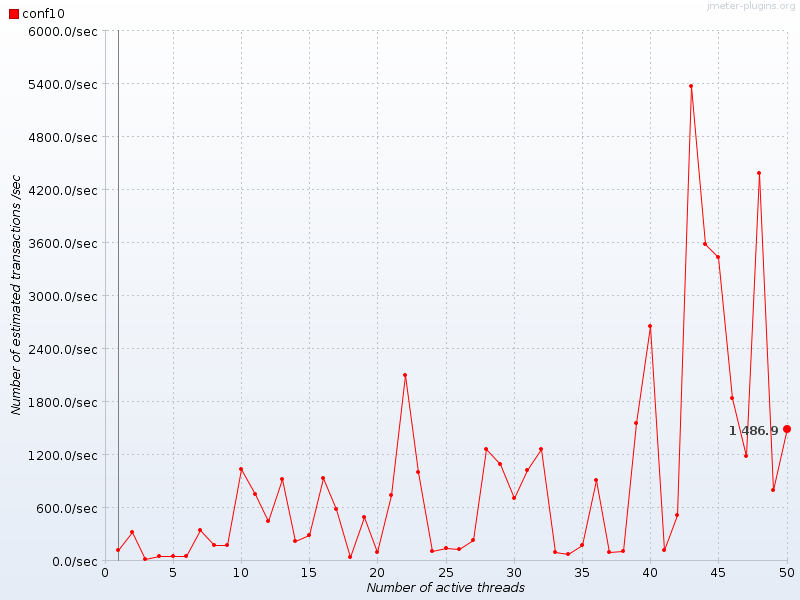 jmeter-plugins.org
conf10
6000.0/sec
5400.0/sec
4800.0/sec
4200.0/sec
3600.0/sec
3000.0/sec
2400.0/sec
1800.0/sec
1200.0/sec
600.0/sec
0.0/sec
Number of estimated transactions /sec
1 486.9
0 5 10 15 20 25 30 35 40 45 50
Number of active threads